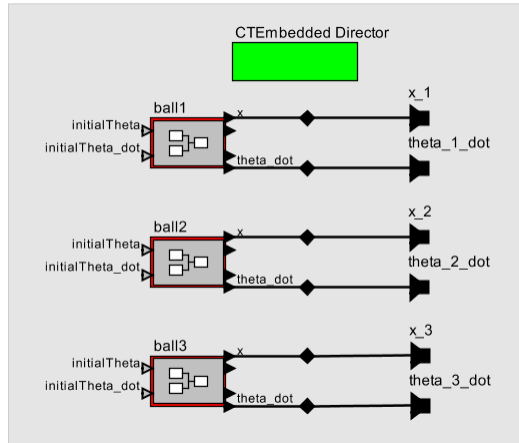 CTEmbedded Director
ball1
x
x_1
initialTheta
initialTheta_dot
theta_dot
theta_1_dot
ball2
x
x_2
initialTheta
initialTheta_dot
theta_dot
theta_2_dot
ball3
x
x_3
initialTheta
initialTheta_dot
theta_dot
theta_3_dot